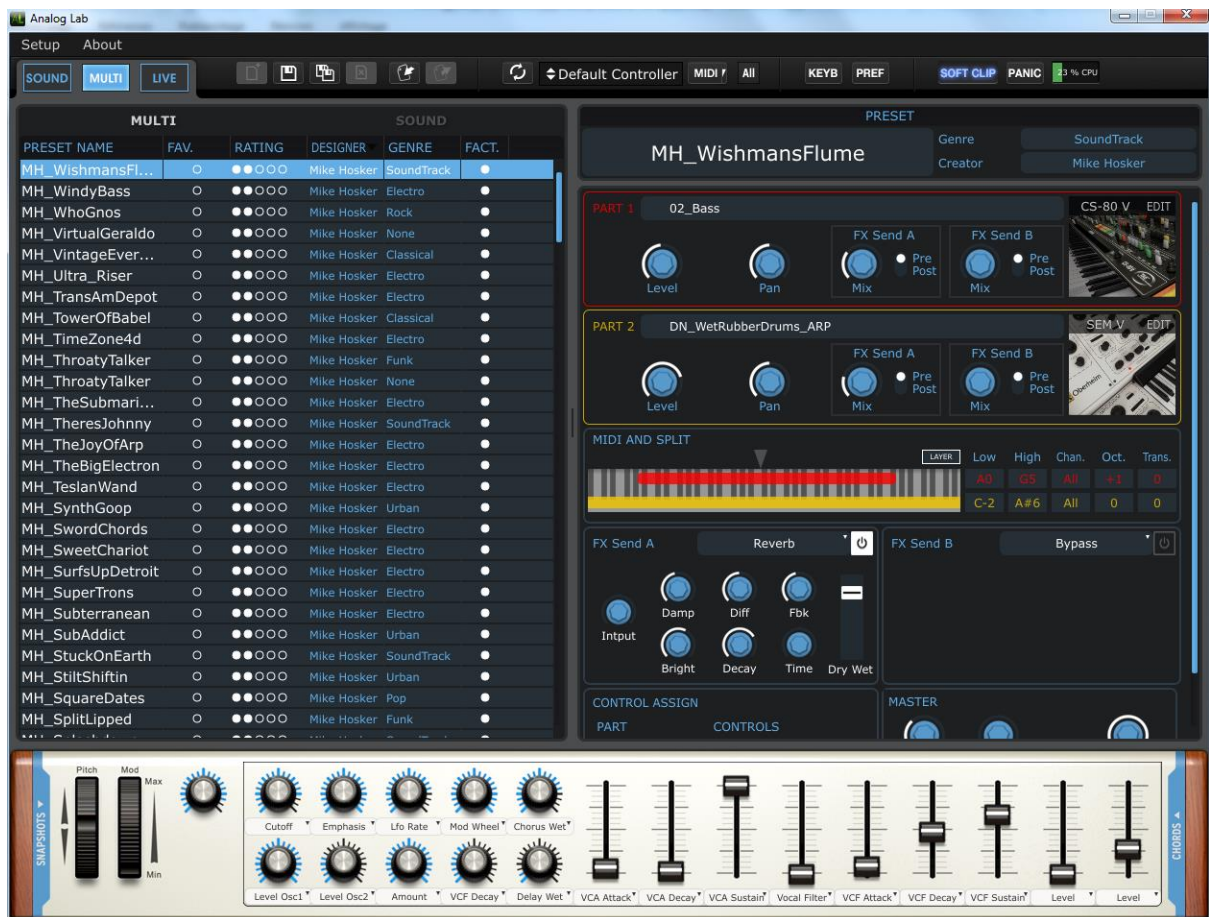 Analog Lab
Setup About
SOUND MULTI LIVE Default Controller MIDI All KEYB PREF SOFT CLIP PANIC 23 % CPU
MULTI SOUND
PRESET NAME FAV. RATING DESIGNER GENRE FACT.
MH_WishmansFl... Mike Hosker SoundTrack
MH_WindyBass Mike Hosker Electro
MH_WhoGnos Mike Hosker Rock
MH_VirtualGeraldo Mike Hosker None
MH_VintageEver... Mike Hosker Classical
MH_Ultra_Riser Mike Hosker Electro
MH_TransAmDepot Mike Hosker Electro
MH_TowerOfBabel Mike Hosker Classical
MH_TimeZone4d Mike Hosker Electro
MH_ThroatyTalker Mike Hosker Funk
MH_ThroatyTalker Mike Hosker None
MH_TheSubmari... Mike Hosker Electro
MH_TheresJohnny Mike Hosker SoundTrack
MH_TheJoyOfArp Mike Hosker Electro
MH_TheBigElectron Mike Hosker Electro
MH_TeslanWand Mike Hosker Electro
MH_SynthGoop Mike Hosker Urban
MH_SwordChords Mike Hosker Electro
MH_SweetChariot Mike Hosker Electro
MH_SurfsUpDetroit Mike Hosker Electro
MH_SuperTrons Mike Hosker Electro
MH_Subterranean Mike Hosker Electro
MH_SubAddict Mike Hosker Urban
MH_StuckOnEarth Mike Hosker SoundTrack
MH_StiltShiftin Mike Hosker Urban
MH_SquareDates Mike Hosker Pop
MH_SplitLipped Mike Hosker Funk
PRESET
MH_WishmansFlume
Genre SoundTrack
Creator Mike Hosker
PART 1 02_Bass CS-80 V EDIT
FX Send A FX Send B
Pre Pre
Post Post
Level Pan Mix Mix
PART 2 DN_WetRubberDrums_ARP SEM V EDIT
FX Send A FX Send B
Pre Pre
Post Post
Oberheim
Level Pan Mix Mix
MIDI AND SPLIT
LAYER Low High Chan. Oct. Trans.
A0 G5 All +1 0
C-2 A#6 All 0 0
FX Send A Reverb FX Send B Bypass
Damp Diff Fbk
Intput
Bright Decay Time Dry Wet
CONTROL ASSIGN MASTER
PART CONTROLS
SNAPSHOTS
Pitch Mod
Max
Min
Cutoff Emphasis Lfo Rate Mod Wheel Chorus Wet
Level Osc1 Level Osc2 Amount VCF Decay Delay Wet VCA Attack VCA Decay VCA Sustain Vocal Filter VCF Attack VCF Decay VCF Sustain Level Level
CHORDS